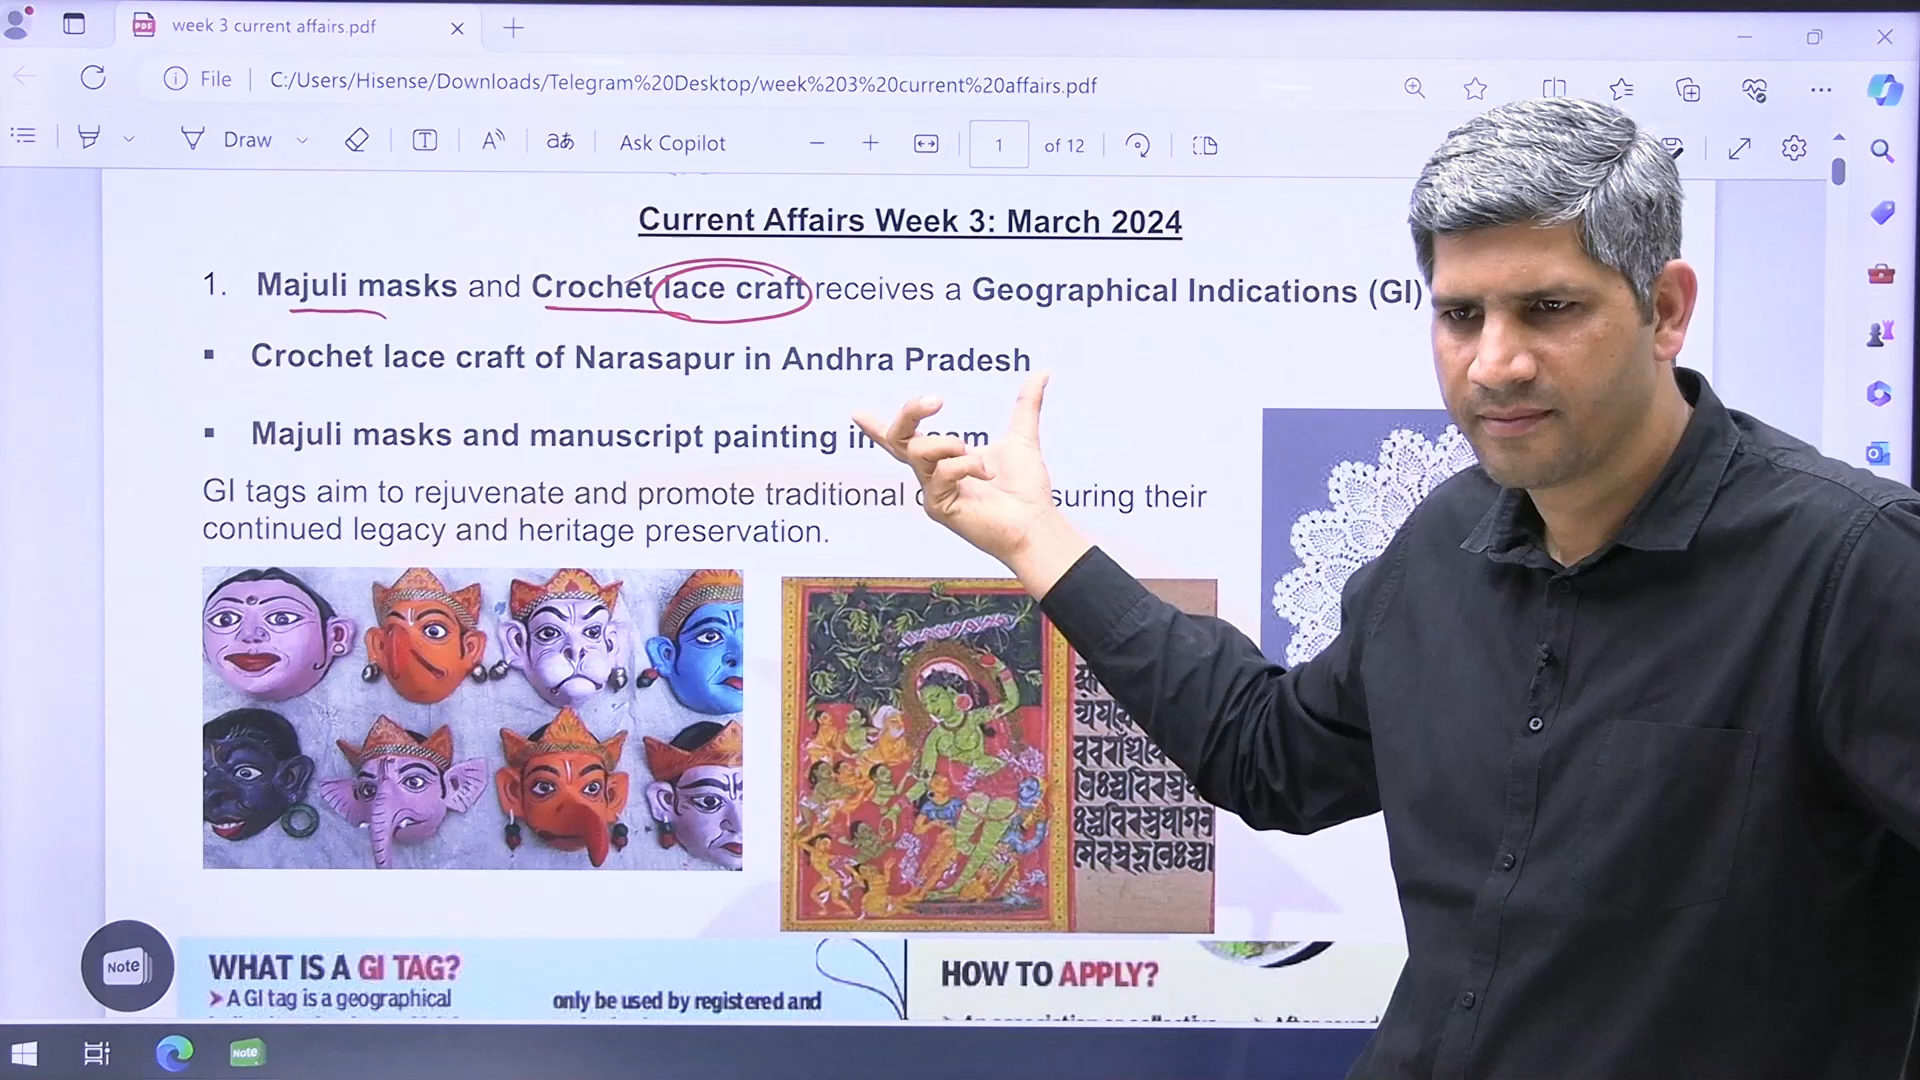 week 3 current affairs.pdf
File
C:/Users/Hisense/Downloads/Telegram%20Desktop/week%203%20current%20affairs.pdf
Draw
Ask Copilot
1
of 12
Current Affairs Week 3: March 2024
1. Majuli masks and Crochet lace craft receives a Geographical Indications (GI)
▪ Crochet lace craft of Narasapur in Andhra Pradesh
▪ Majuli masks and manuscript painting in
GI tags aim to rejuvenate and promote traditional their
continued legacy and heritage preservation.
Note
WHAT IS A GI TAG?
➤ A GI tag is a geographical
only be used by registered and
HOW TO APPLY?
Note